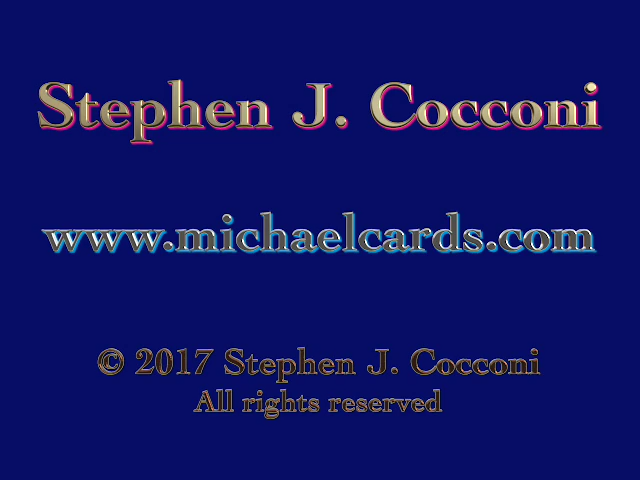 Stephen J. Cocconi
www.michaelcards.com
© 2017 Stephen J. Cocconi
All rights reserved